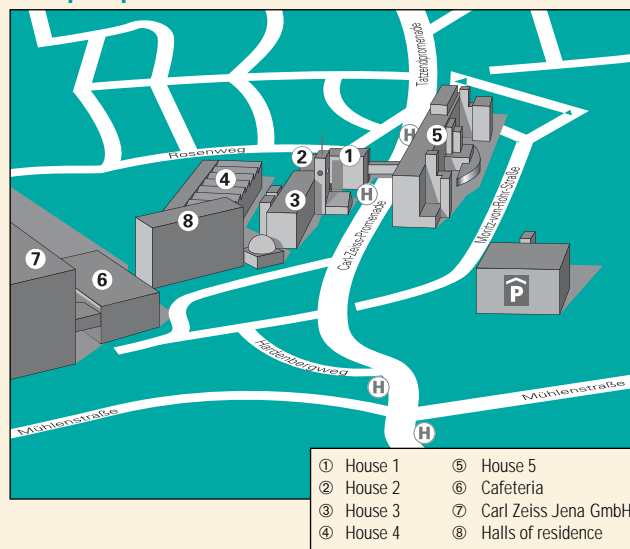 Tatzendpromenade
H
5
Rosenweg
2
1
4
H
3
8
Carl-Zeiss-Promenade
Moritz-von-Rohr-Straße
7
6
P
Hardenbergweg
H
Mühlenstraße
Mühlenstraße
H
① House 1
② House 2
③ House 3
④ House 4
⑤ House 5
⑥ Cafeteria
⑦ Carl Zeiss Jena GmbH
⑧ Halls of residence